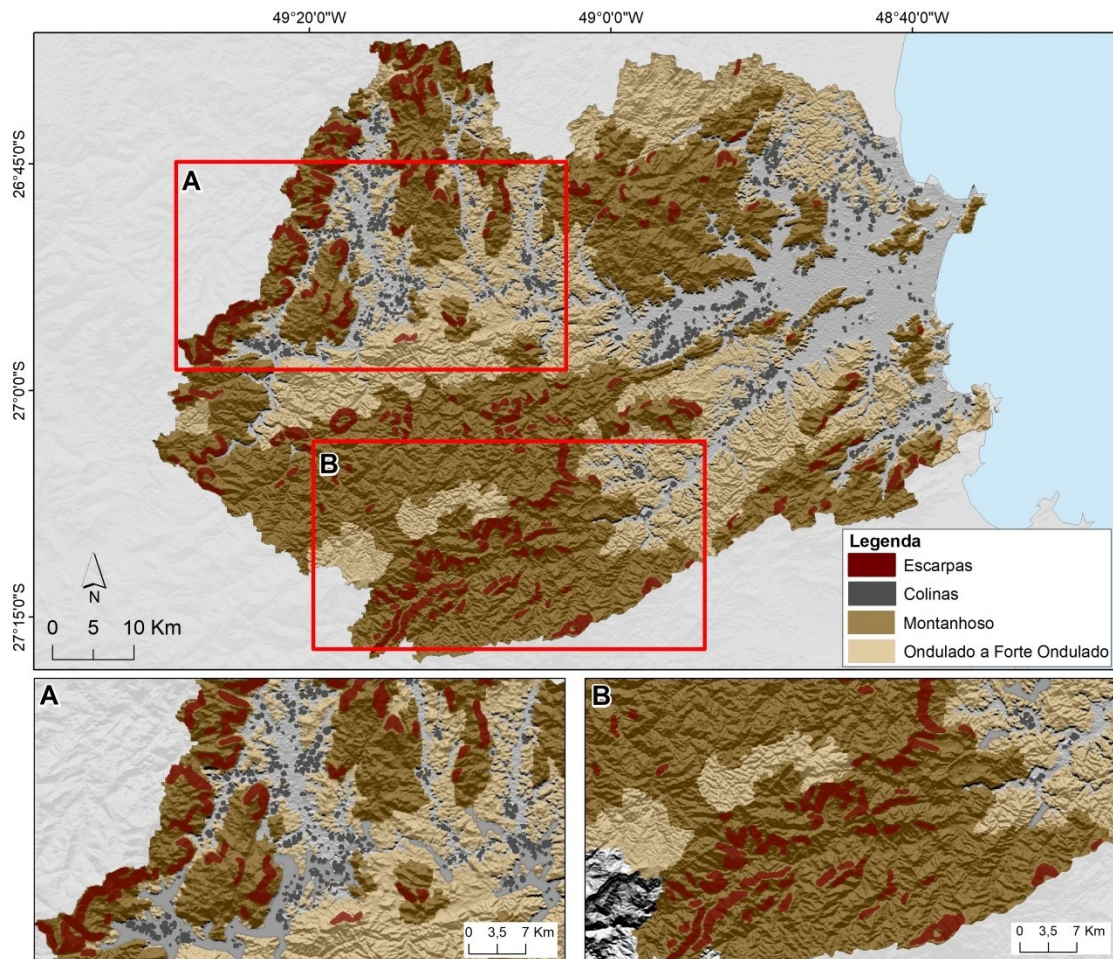 49°20'0"W 49°0'0"W 48°40'0"W
26°45'0"S
A
27°0'0"S
B
27°15'0"S
N
0 5 10 Km
Legenda
Escarpas
Colinas
Montanhoso
Ondulado a Forte Ondulado
A
0 3,5 7 Km
B
0 3,5 7 Km